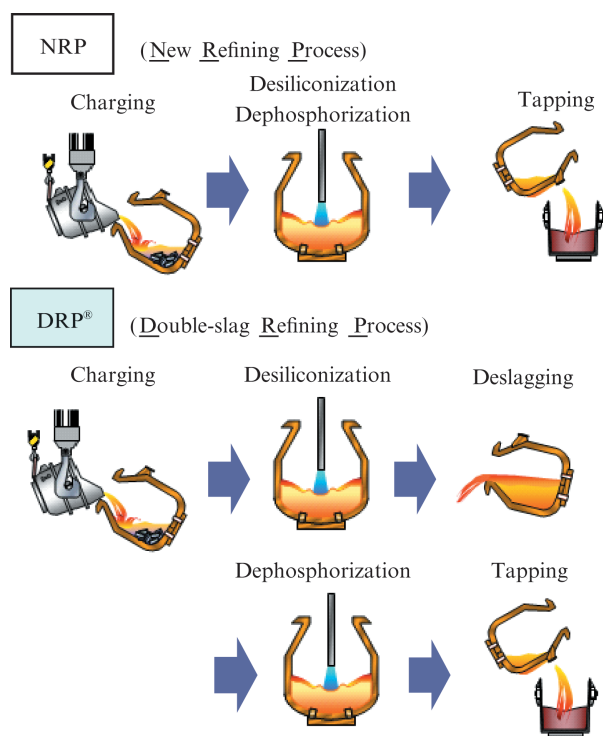 NRP
(New Refining Process)
Charging
Desiliconization
Dephosphorization
Tapping
DRP®
(Double-slag Refining Process)
Charging
Desiliconization
Deslagging
Dephosphorization
Tapping